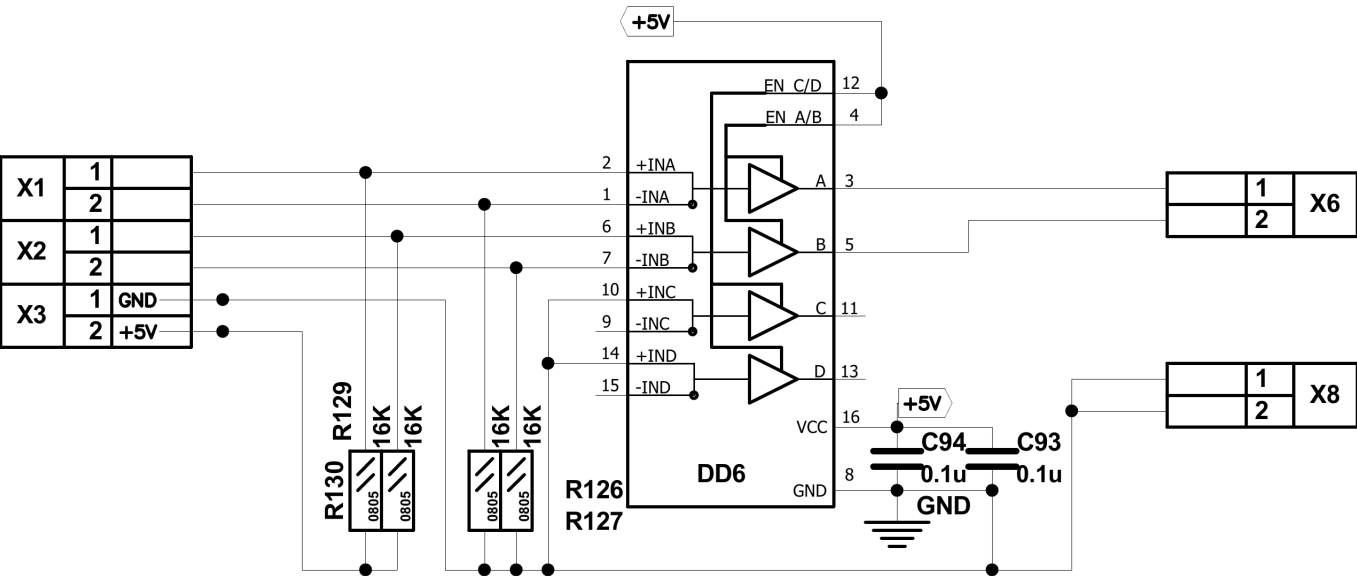 +5V
EN C/D 12
EN A/B 4
X1 1
2
X2 1
2
X3 1 GND
2 +5V
2 +INA
1 -INA
6 +INB
7 -INB
10 +INC
9 -INC
14 +IND
15 -IND
A 3
B 5
C 11
D 13
VCC 16
GND 8
DD6
1 X6
2
1 X8
2
+5V
C94 C93
0.1u 0.1u
GND
R129
R130
16K
16K
0805
0805
16K
16K
0805
0805
R126
R127